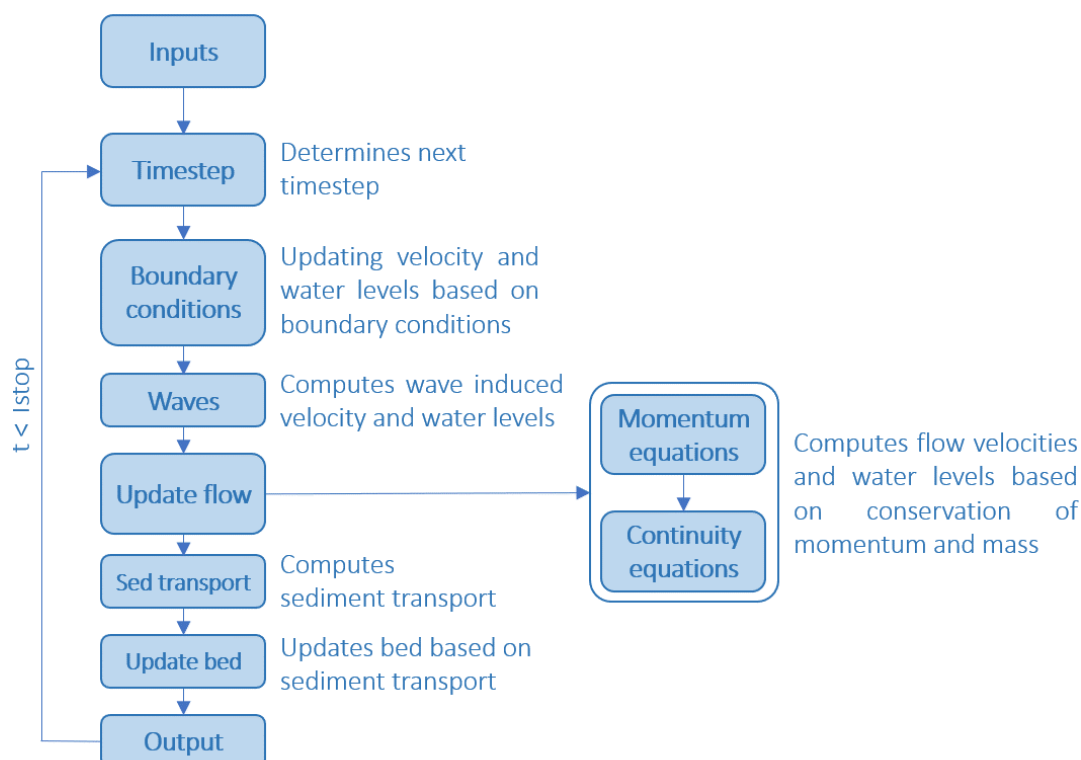 Inputs
Timestep
Determines next
timestep
Boundary
conditions
Updating velocity and
water levels based on
boundary conditions
t < Istop
Waves
Computes wave induced
velocity and water levels
Update flow
Momentum
equations
Continuity
equations
Computes flow velocities
and water levels based
on conservation of
momentum and mass
Sed transport
Computes
sediment transport
Update bed
Updates bed based on
sediment transport
Output